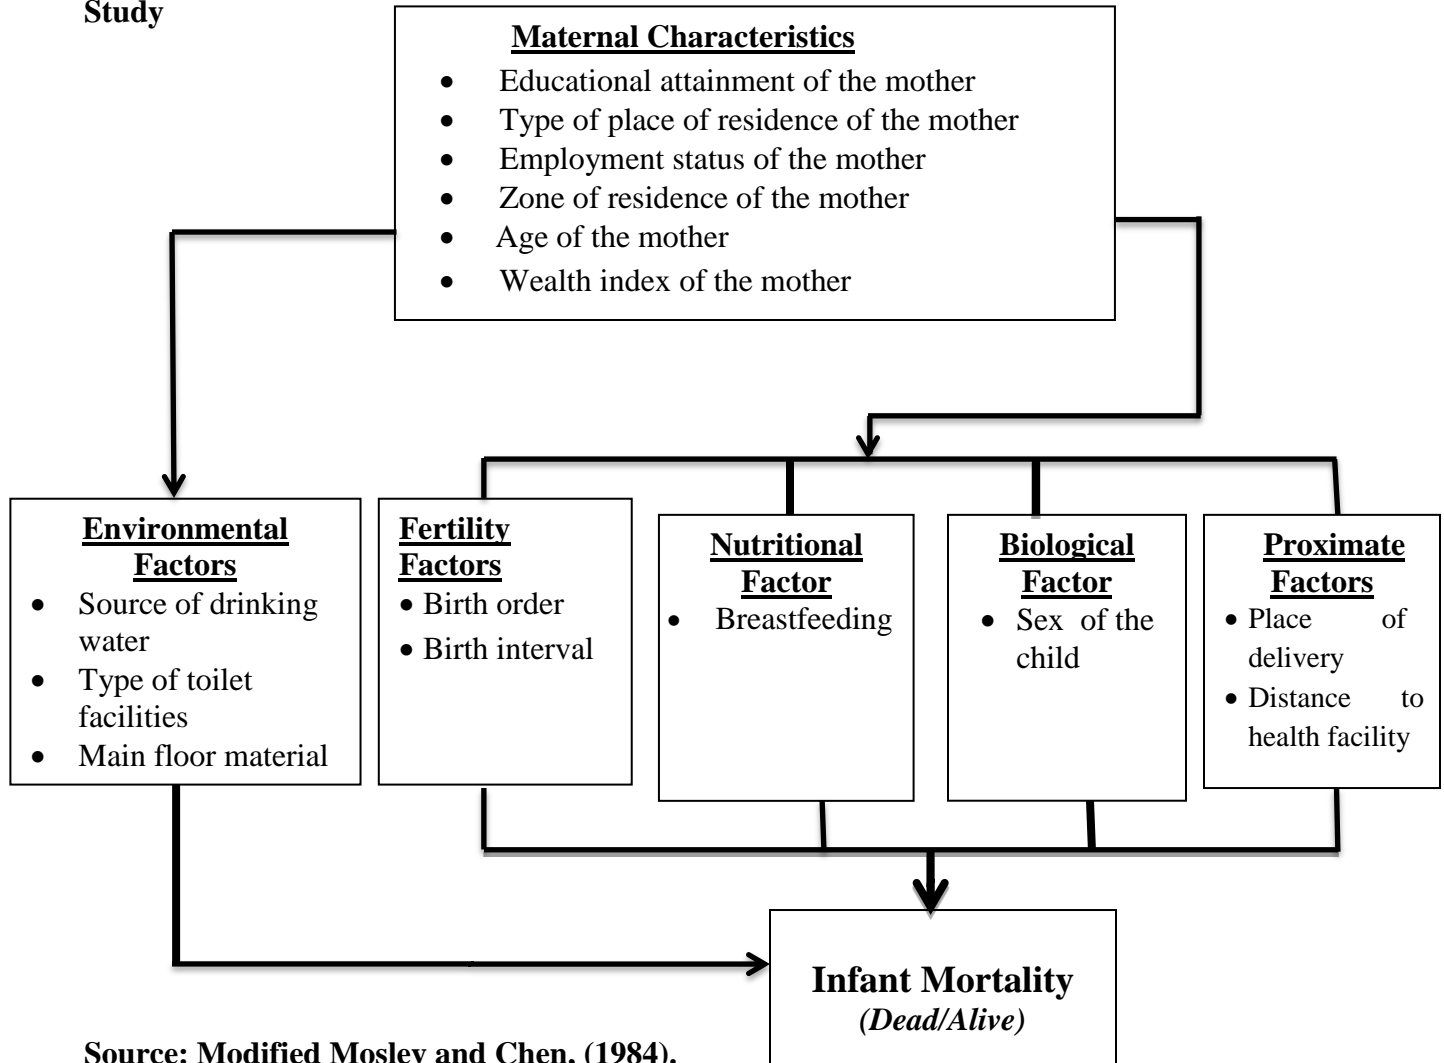 Study
Maternal Characteristics
• Educational attainment of the mother
• Type of place of residence of the mother
• Employment status of the mother
• Zone of residence of the mother
• Age of the mother
• Wealth index of the mother
Environmental
Factors
• Source of drinking
water
• Type of toilet
facilities
• Main floor material
Fertility
Factors
• Birth order
• Birth interval
Nutritional
Factor
• Breastfeeding
Biological
Factor
• Sex of the
child
Proximate
Factors
• Place of
delivery
• Distance to
health facility
Infant Mortality
(Dead/Alive)
Source: Modified Mosley and Chen, (1984).